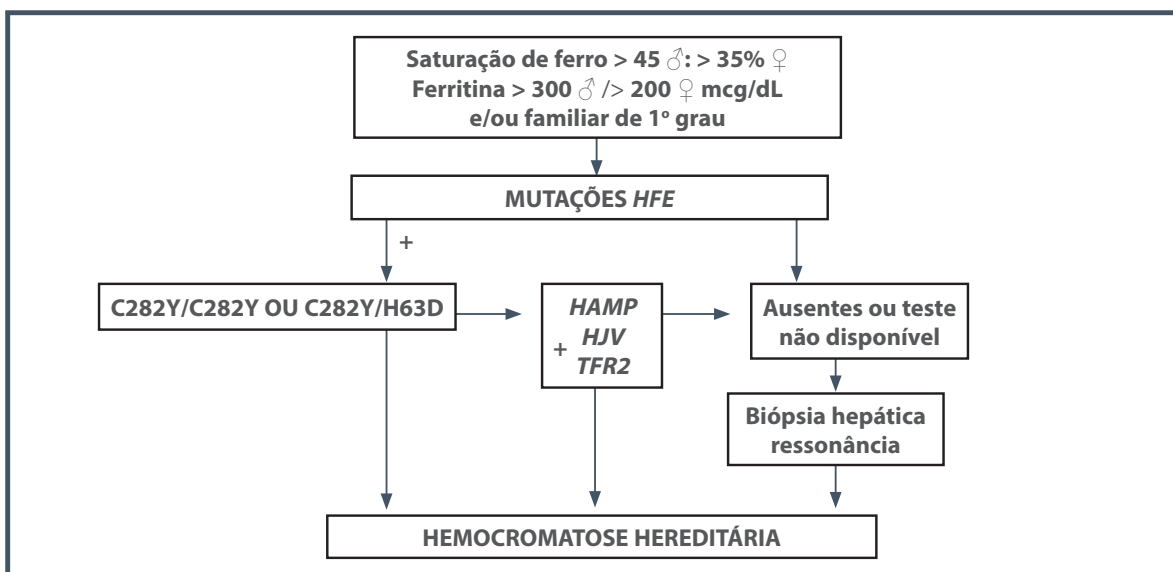 Saturação de ferro > 45 ♂: > 35% ♀
Ferritina > 300 ♂ /> 200 ♀ mcg/dL
e/ou familiar de 1º grau
MUTAÇÕES HFE
+
C282Y/C282Y OU C282Y/H63D
HAMP
+ HJV
TFR2
Ausentes ou teste
não disponível
Biópsia hepática
ressonância
HEMOCROMATOSE HEREDITÁRIA